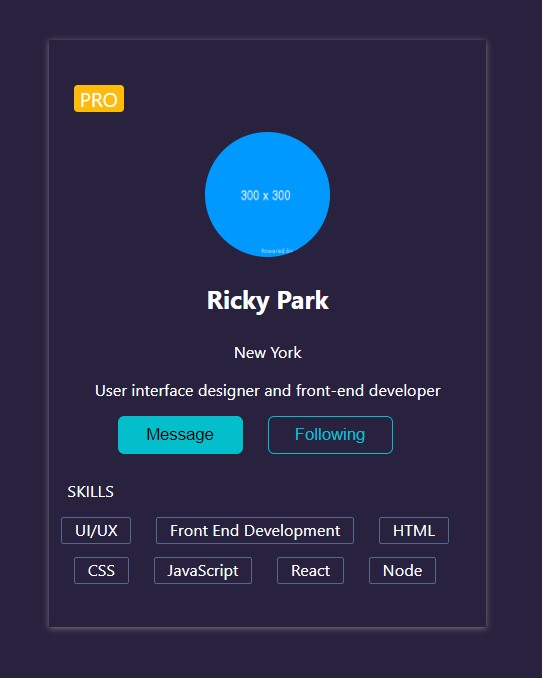 PRO
300 x 300
Powered by
Ricky Park
New York
User interface designer and front-end developer
Message Following
SKILLS
UI/UX Front End Development HTML
CSS JavaScript React Node